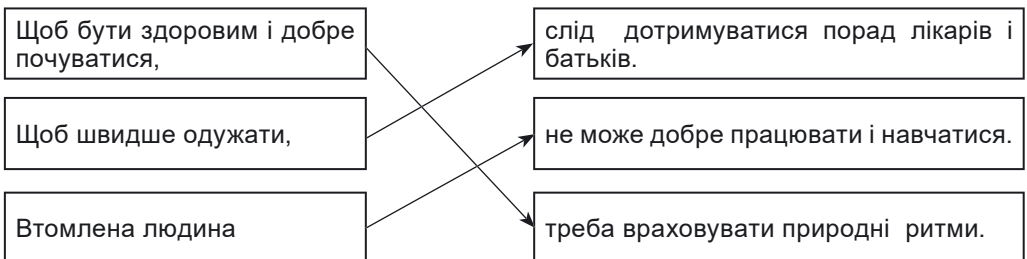 Щоб бути здоровим і добре
почуватися,
слід дотримуватися порад лікарів і
батьків.
Щоб швидше одужати,
не може добре працювати і навчатися.
Втомлена людина
треба враховувати природні ритми.